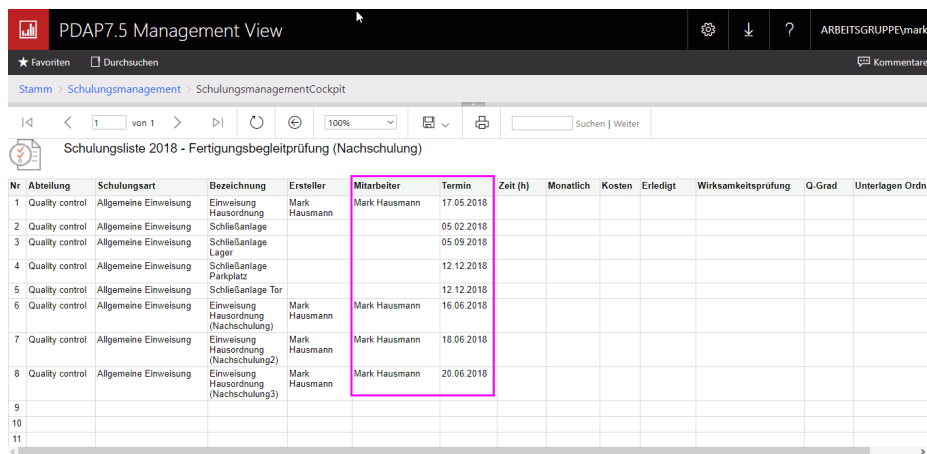 PDAP7.5 Management View
? ARBEITSGRUPPE\mark
Favoriten Durchsuchen Kommentare
Stamm > Schulungsmanagement > SchulungsmanagementCockpit
1 von 1 100% Suchen | Weiter
Schulungsliste 2018 - Fertigungsbegleitprüfung (Nachschulung)
Nr Abteilung Schulungsart Bezeichnung Ersteller Mitarbeiter Termin Zeit (h) Monatlich Kosten Erledigt Wirksamkeitsprüfung Q-Grad Unterlagen Ordn
1 Quality control Allgemeine Einweisung Einweisung Mark Mark Hausmann 17.05.2018
Hausordnung Hausmann
2 Quality control Allgemeine Einweisung Schließanlage 05.02.2018
3 Quality control Allgemeine Einweisung Schließanlage 05.09.2018
Lager
4 Quality control Allgemeine Einweisung Schließanlage 12.12.2018
Parkplatz
5 Quality control Allgemeine Einweisung Schließanlage Tor 12.12.2018
6 Quality control Allgemeine Einweisung Einweisung Mark Mark Hausmann 16.06.2018
Hausordnung Hausmann
(Nachschulung)
7 Quality control Allgemeine Einweisung Einweisung Mark Mark Hausmann 18.06.2018
Hausordnung Hausmann
(Nachschulung2)
8 Quality control Allgemeine Einweisung Einweisung Mark Mark Hausmann 20.06.2018
Hausordnung Hausmann
(Nachschulung3)
9
10
11